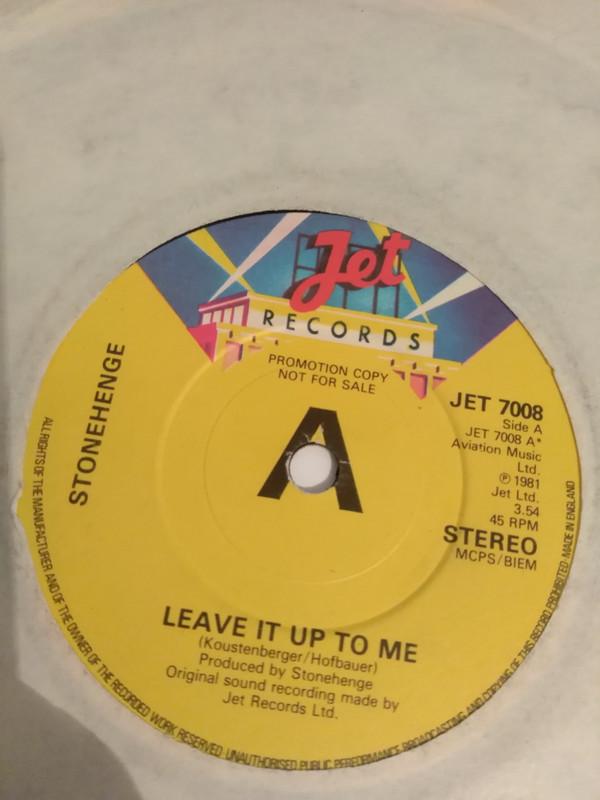 Jet
RECORDS
PROMOTION COPY
NOT FOR SALE
A
STONEHENGE
JET 7008
Side A
JET 7008 A*
Aviation Music
Ltd.
℗ 1981
Jet Ltd.
3.54
45 RPM
STEREO
MCPS/BIEM
LEAVE IT UP TO ME
(Koustenberger/Hofbauer)
Produced by Stonehenge
Original sound recording made by
Jet Records Ltd.
ALL RIGHTS OF THE MANUFACTURER AND OF THE OWNER OF THE RECORDED WORK RESERVED UNAUTHORISED PUBLIC PERFORMANCE BROADCASTING AND COPYING OF THIS RECORD PROHIBITED MADE IN ENGLAND